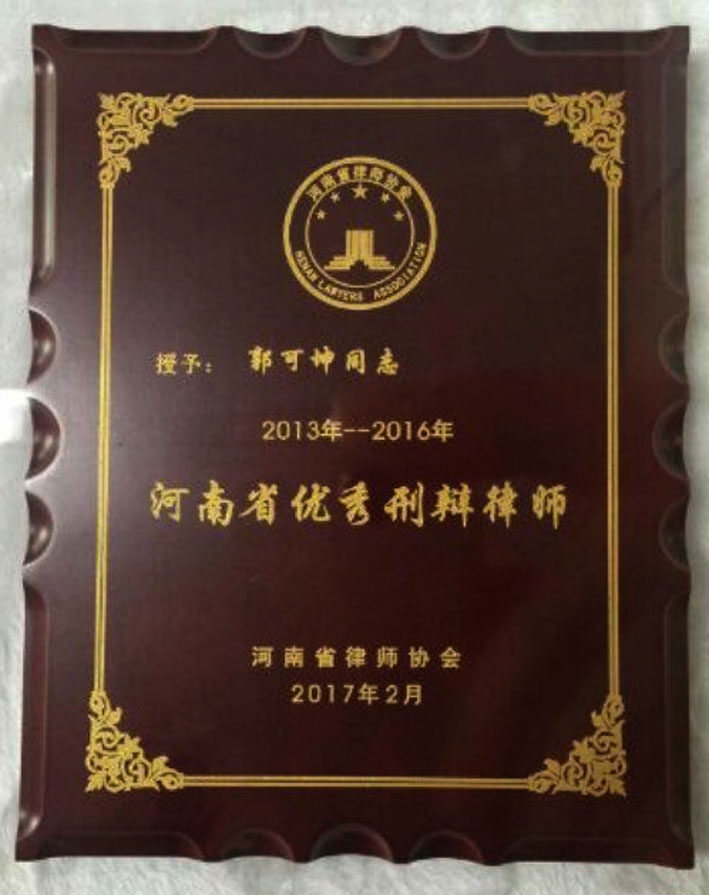 河南省律师协会
HENAN LAWYERS ASSOCIATION
授予：郭可坤同志
2013年--2016年
河南省优秀刑辩律师
河南省律师协会
2017年2月